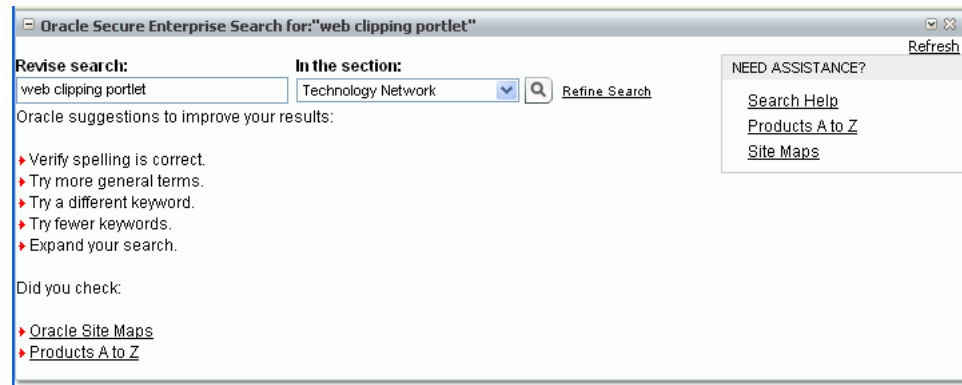 Oracle Secure Enterprise Search for:"web clipping portlet"
Refresh
Revise search:
In the section:
web clipping portlet
Technology Network
Refine Search
Oracle suggestions to improve your results:
Verify spelling is correct.
Try more general terms.
Try a different keyword.
Try fewer keywords.
Expand your search.
Did you check:
Oracle Site Maps
Products A to Z
NEED ASSISTANCE?
Search Help
Products A to Z
Site Maps